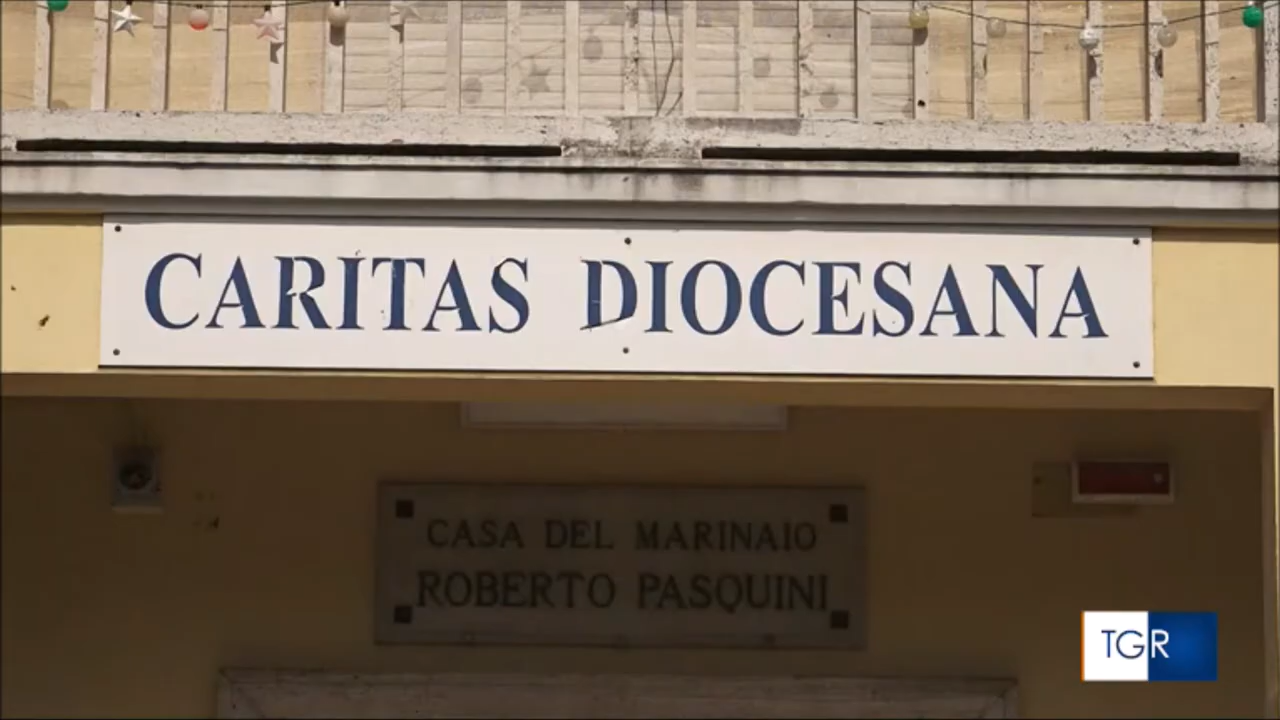 CARITAS DIOCESANA
CASA DEL MARINAIO
ROBERTO PASQUINI
TGR